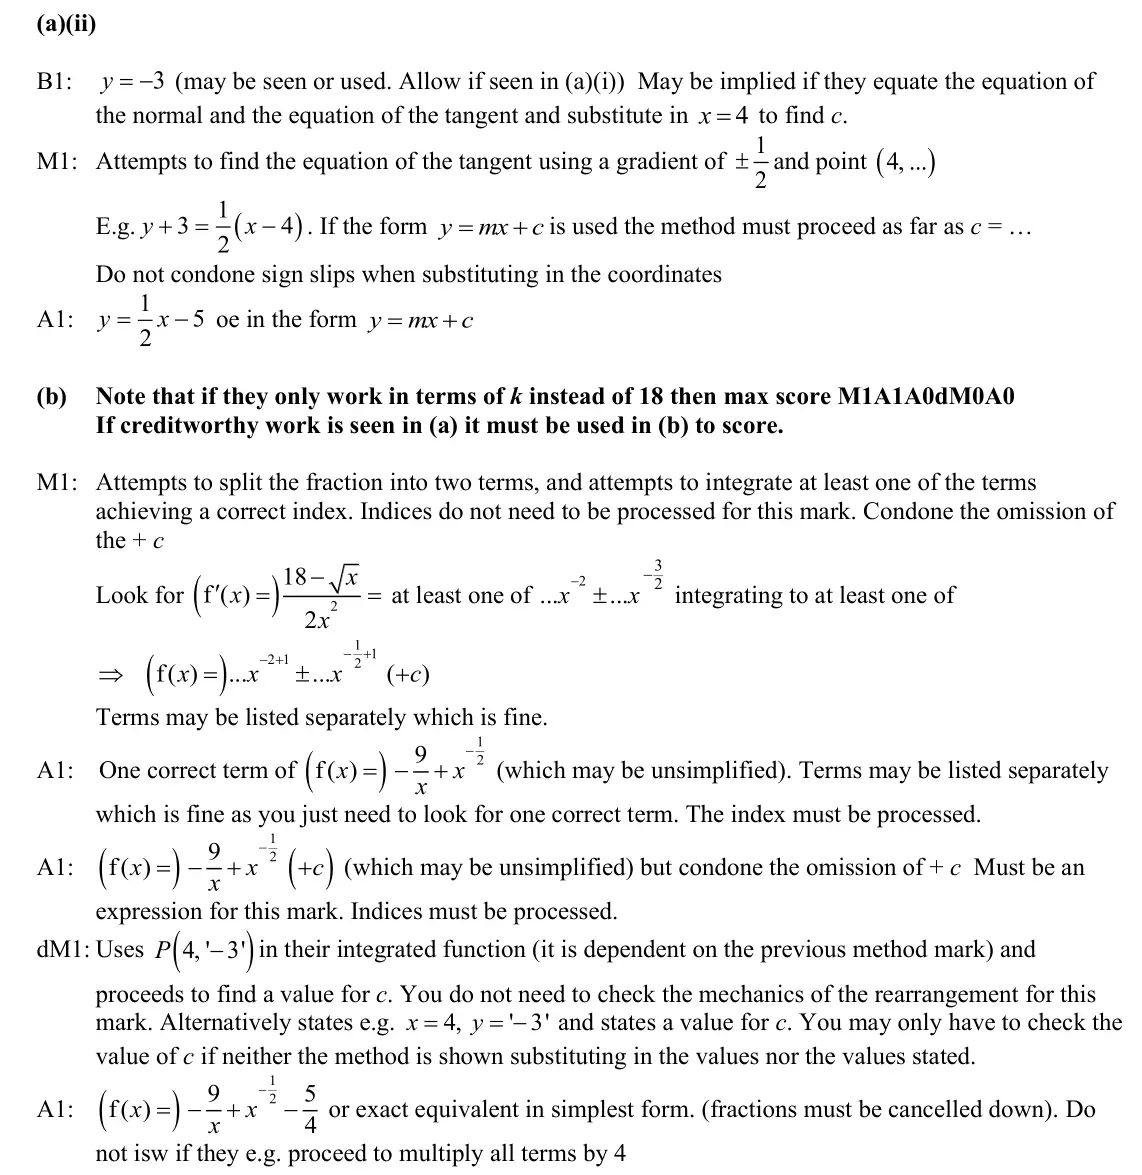 (a)(ii)
B1: y = −3 (may be seen or used. Allow if seen in (a)(i)) May be implied if they equate the equation of
the normal and the equation of the tangent and substitute in x = 4 to find c.
M1: Attempts to find the equation of the tangent using a gradient of ±1/2 and point (4, ...)
E.g. y + 3 = 1/2(x − 4). If the form y = mx + c is used the method must proceed as far as c = …
Do not condone sign slips when substituting in the coordinates
A1: y = 1/2 x − 5 oe in the form y = mx + c
(b) Note that if they only work in terms of k instead of 18 then max score M1A1A0dM0A0
If creditworthy work is seen in (a) it must be used in (b) to score.
M1: Attempts to split the fraction into two terms, and attempts to integrate at least one of the terms
achieving a correct index. Indices do not need to be processed for this mark. Condone the omission of
the + c
Look for (f′(x) =) (18 − √x)/(2x^2) = at least one of ...x^(−2) ± ...x^(−3/2) integrating to at least one of
⇒ (f(x) =) ...x^(−2+1) ± ...x^(−1/2+1) (+c)
Terms may be listed separately which is fine.
A1: One correct term of (f(x) =) −9/x + x^(−1/2) (which may be unsimplified). Terms may be listed separately
which is fine as you just need to look for one correct term. The index must be processed.
A1: (f(x) =) −9/x + x^(−1/2) (+c) (which may be unsimplified) but condone the omission of + c Must be an
expression for this mark. Indices must be processed.
dM1: Uses P(4, '−3') in their integrated function (it is dependent on the previous method mark) and
proceeds to find a value for c. You do not need to check the mechanics of the rearrangement for this
mark. Alternatively states e.g. x = 4, y = '−3' and states a value for c. You may only have to check the
value of c if neither the method is shown substituting in the values nor the values stated.
A1: (f(x) =) −9/x + x^(−1/2) − 5/4 or exact equivalent in simplest form. (fractions must be cancelled down). Do
not isw if they e.g. proceed to multiply all terms by 4